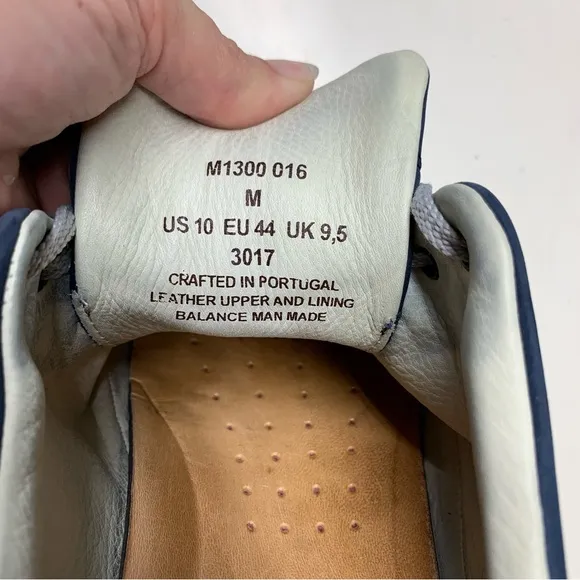 M1300 016
M
US 10 EU 44 UK 9,5
3017
CRAFTED IN PORTUGAL
LEATHER UPPER AND LINING
BALANCE MAN MADE